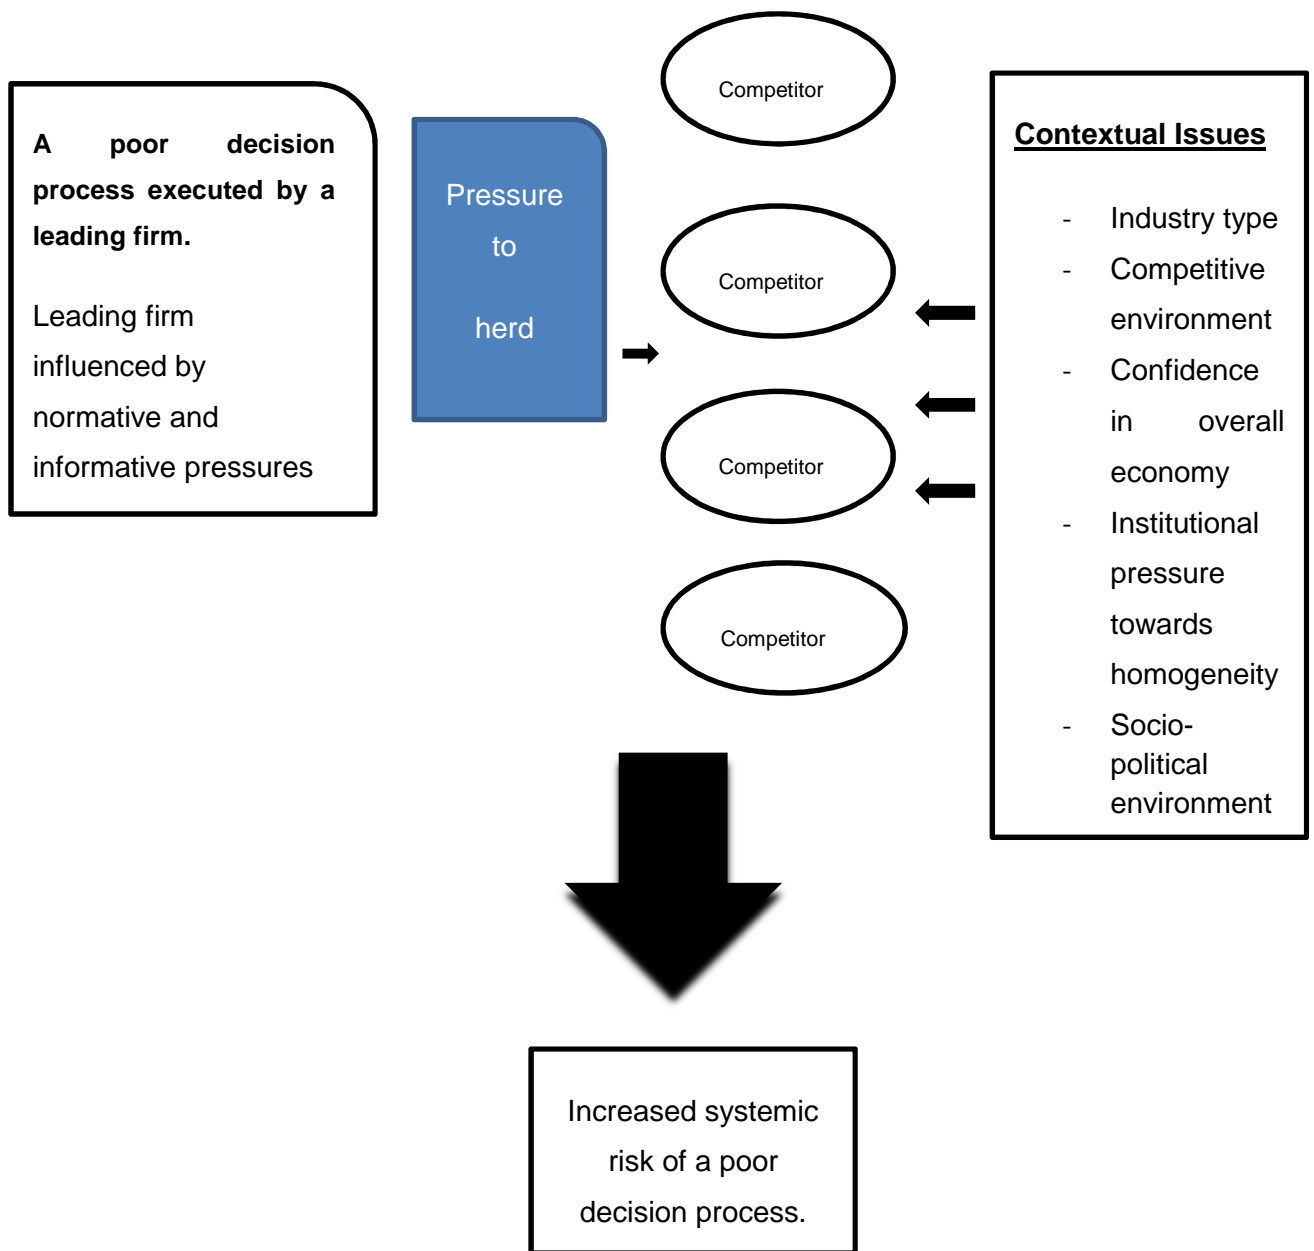 A poor decision
process executed by a
leading firm.
Leading firm
influenced by
normative and
informative pressures
Pressure
to
herd
Competitor
Competitor
Competitor
Competitor
Contextual Issues
- Industry type
- Competitive
environment
- Confidence
in overall
economy
- Institutional
pressure
towards
homogeneity
- Socio-
political
environment
Increased systemic
risk of a poor
decision process.